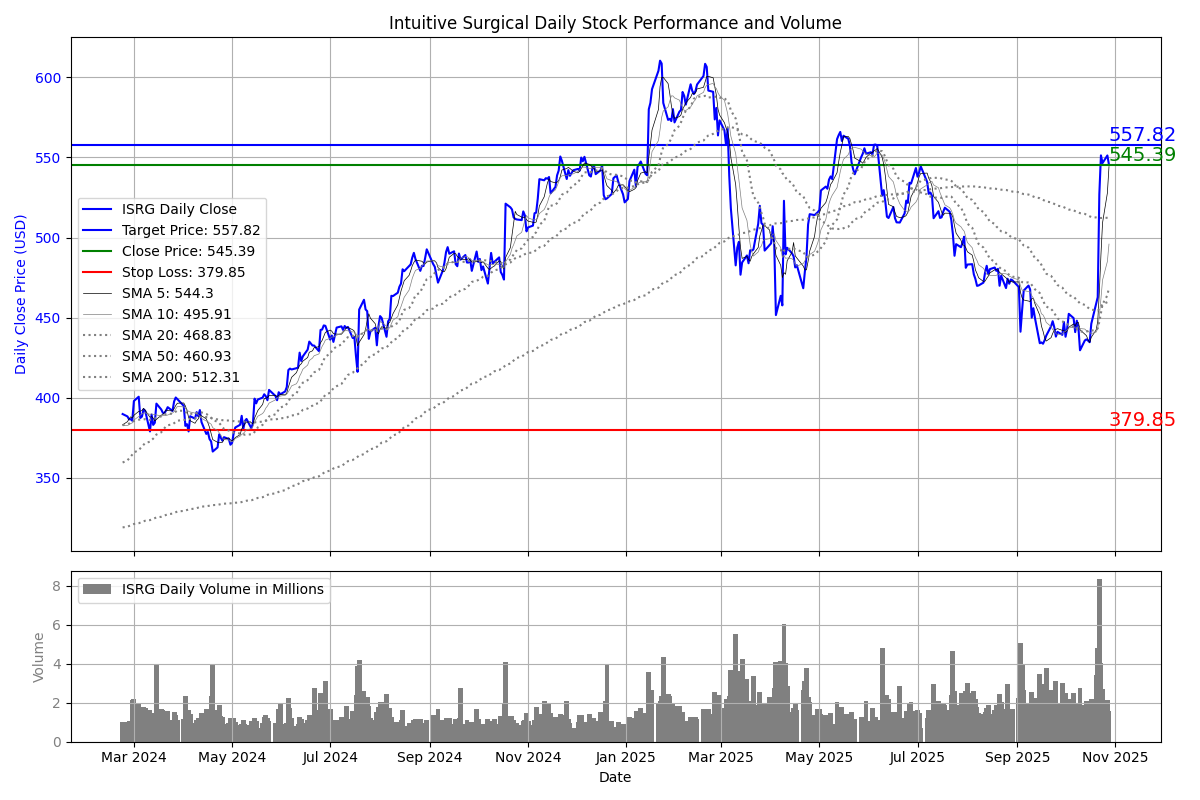 Intuitive Surgical Daily Stock Performance and Volume
Daily Close Price (USD)
600
550
500
450
400
350
557.82
545.39
379.85
ISRG Daily Close
Target Price: 557.82
Close Price: 545.39
Stop Loss: 379.85
SMA 5: 544.3
SMA 10: 495.91
SMA 20: 468.83
SMA 50: 460.93
SMA 200: 512.31
Volume
8
6
4
2
0
ISRG Daily Volume in Millions
Mar 2024 May 2024 Jul 2024 Sep 2024 Nov 2024 Jan 2025 Mar 2025 May 2025 Jul 2025 Sep 2025 Nov 2025
Date